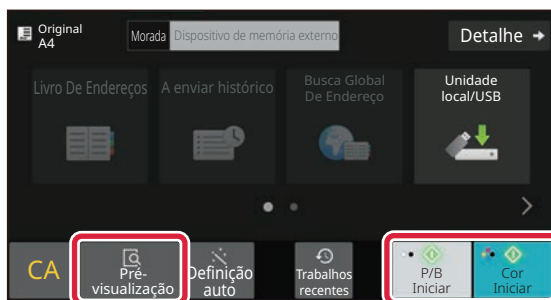 Original
A4
Morada Dispositivo de memória externo
Detalhe
Livro De Endereços
A enviar histórico
Busca Global
De Endereço
Unidade
local/USB
CA
Pré-
visualização
Definição
auto
Trabalhos
recentes
P/B
Iniciar
Cor
Iniciar